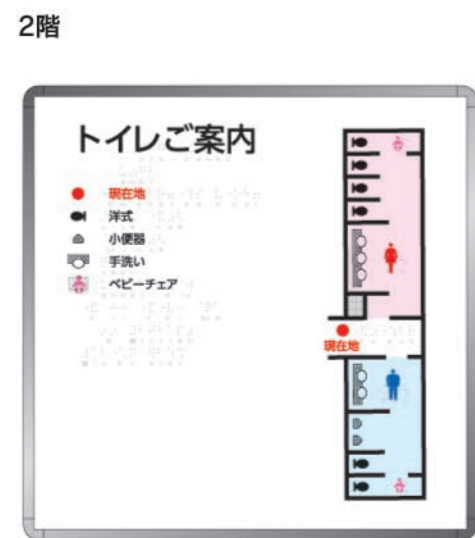 2階
トイレご案内
現在地
洋式
小便器
手洗い
ベビーチェア
現在地